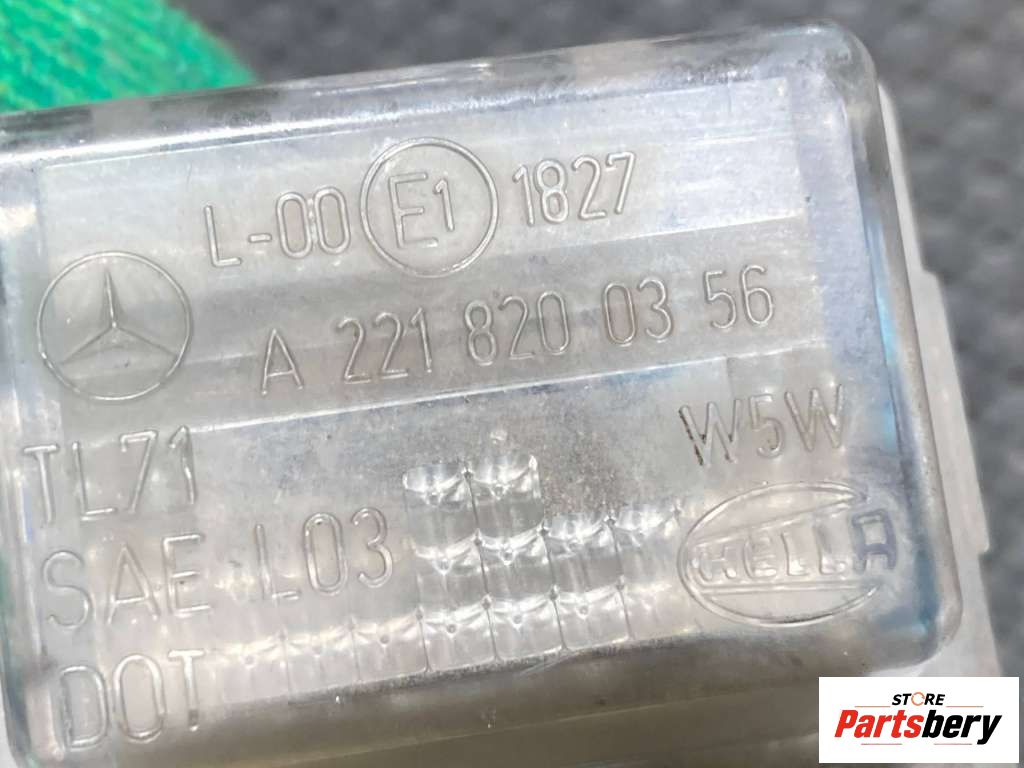 L-00 E1 1827
A 221 820 03 56
TL71
W5W
SAE L03
HELLA
DOT
STORE
Partsbery